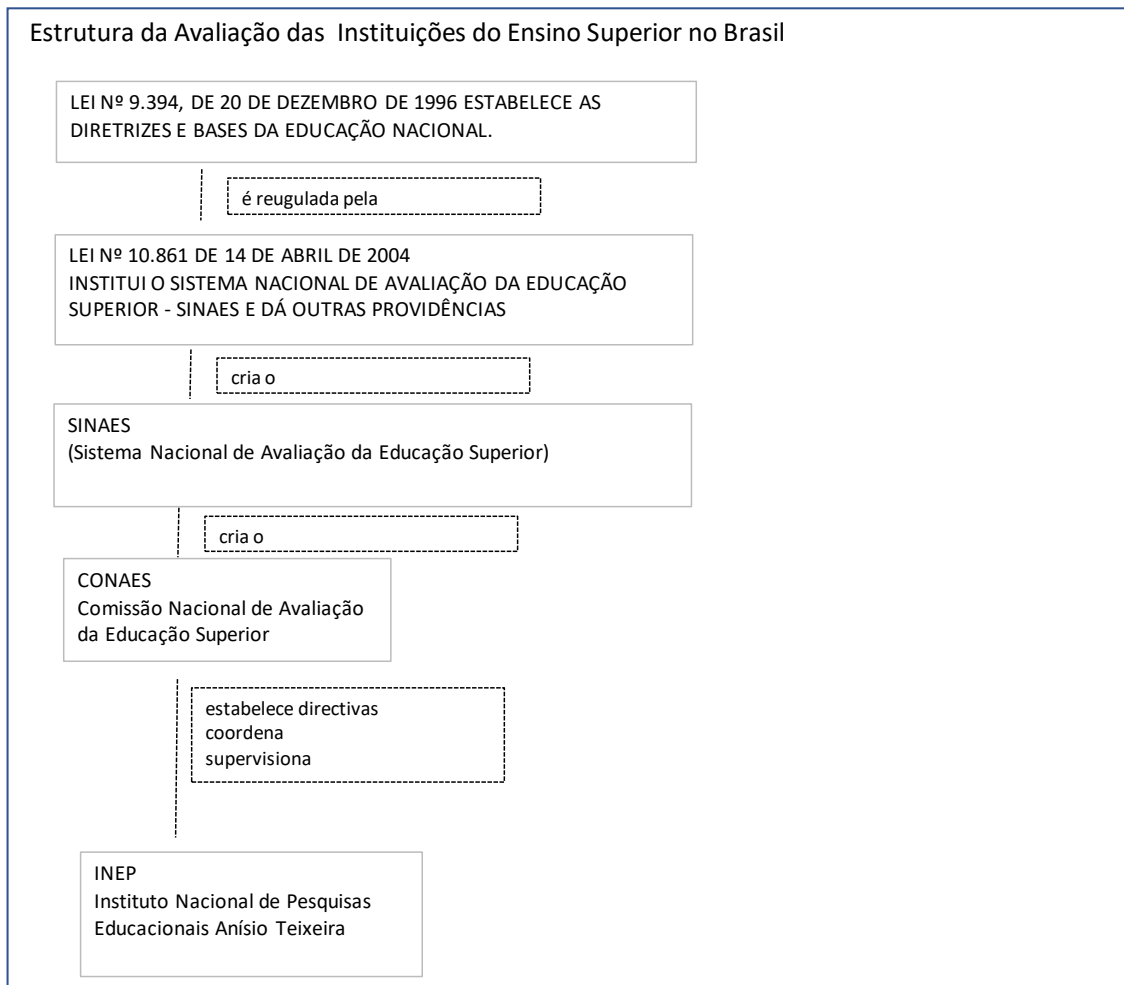 Estrutura da Avaliação das Instituições do Ensino Superior no Brasil
LEI Nº 9.394, DE 20 DE DEZEMBRO DE 1996 ESTABELECE AS
DIRETRIZES E BASES DA EDUCAÇÃO NACIONAL.
é reugulada pela
LEI Nº 10.861 DE 14 DE ABRIL DE 2004
INSTITUI O SISTEMA NACIONAL DE AVALIAÇÃO DA EDUCAÇÃO
SUPERIOR - SINAES E DÁ OUTRAS PROVIDÊNCIAS
cria o
SINAES
(Sistema Nacional de Avaliação da Educação Superior)
cria o
CONAES
Comissão Nacional de Avaliação
da Educação Superior
estabelece directivas
coordena
supervisiona
INEP
Instituto Nacional de Pesquisas
Educacionais Anísio Teixeira